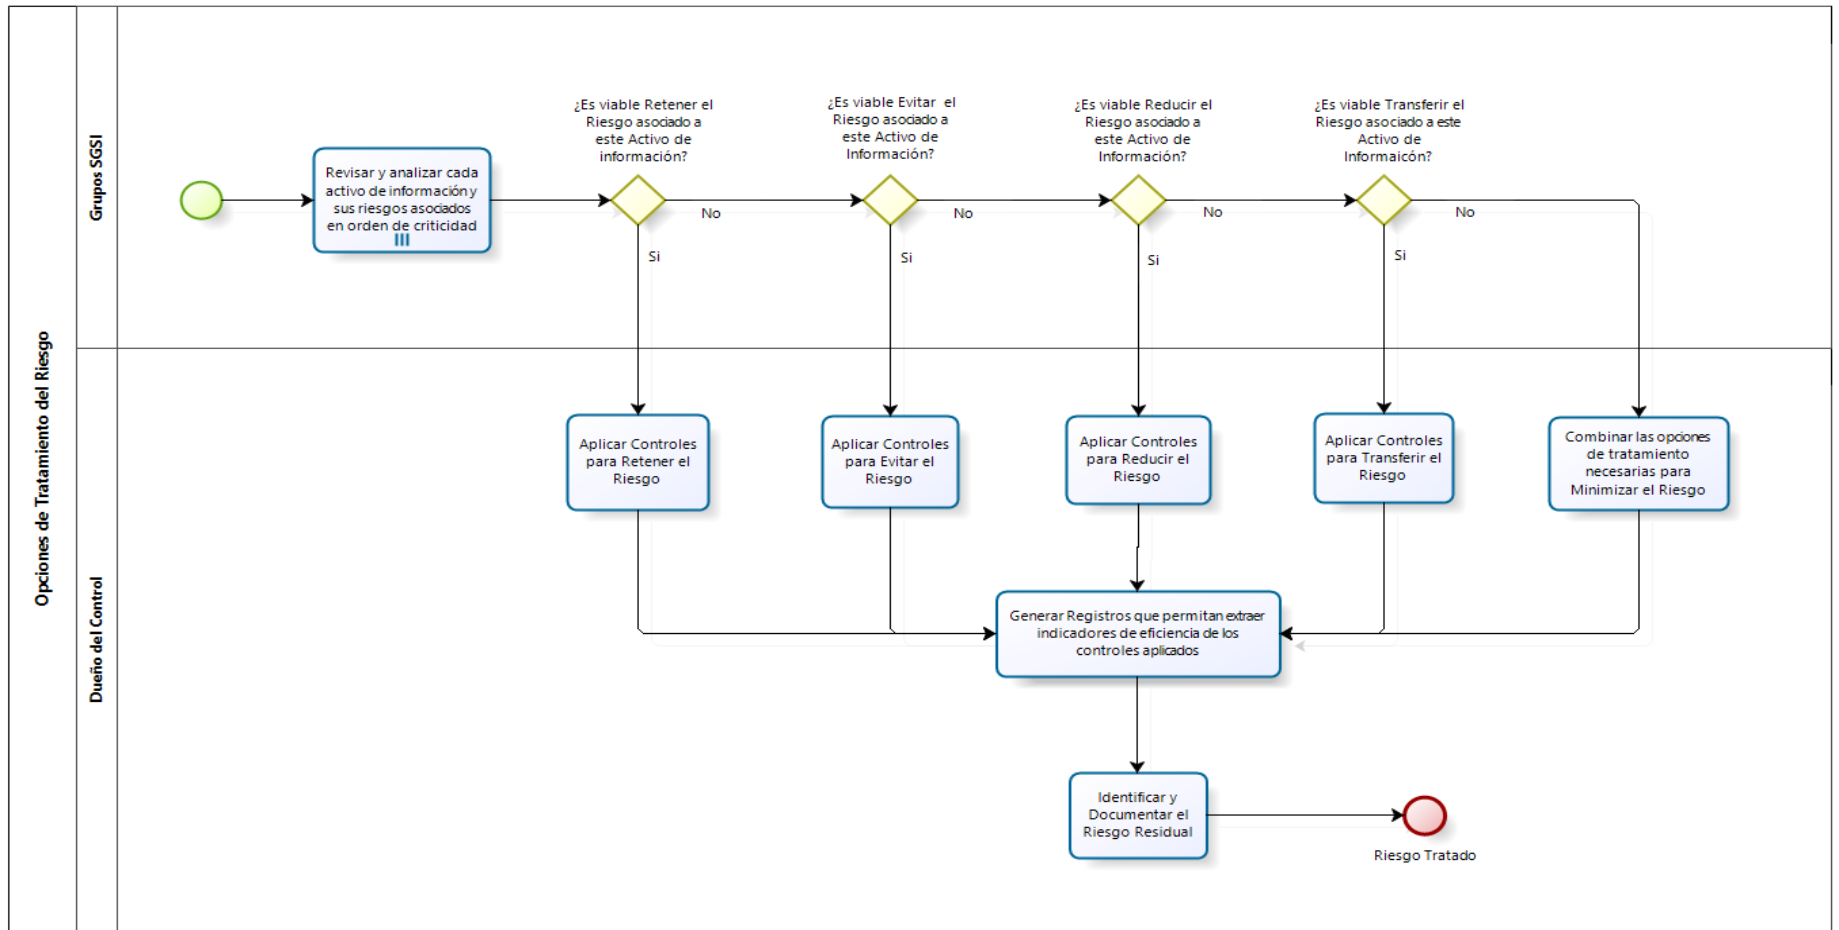 Opciones de Tratamiento del Riesgo
Grupos SGSI
Revisar y analizar cada
activo de información y
sus riesgos asociados
en orden de criticidad
¿Es viable Retener el
Riesgo asociado a
este Activo de
información?
No
Si
¿Es viable Evitar el
Riesgo asociado a
este Activo de
Información?
No
Si
¿Es viable Reducir el
Riesgo asociado a
este Activo de
Información?
No
Si
¿Es viable Transferir el
Riesgo asociado a este
Activo de
Informaicón?
No
Si
Dueño del Control
Aplicar Controles
para Retener el
Riesgo
Aplicar Controles
para Evitar el
Riesgo
Aplicar Controles
para Reducir el
Riesgo
Aplicar Controles
para Transferir el
Riesgo
Combinar las opciones
de tratamiento
necesarias para
Minimizar el Riesgo
Generar Registros que permitan extraer
indicadores de eficiencia de los
controles aplicados
Identificar y
Documentar el
Riesgo Residual
Riesgo Tratado